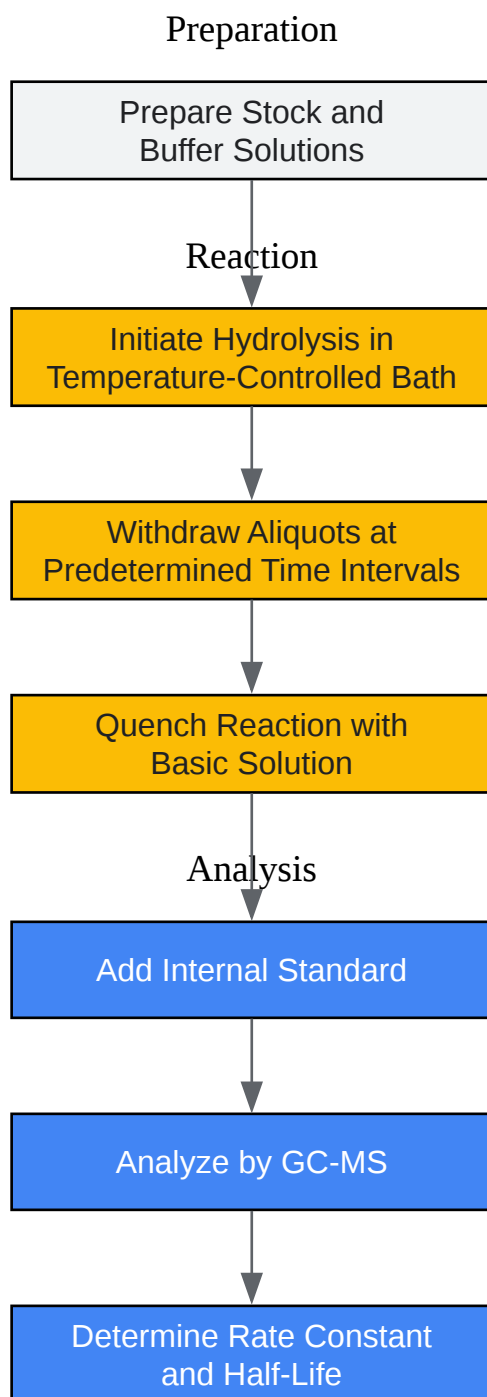 Preparation
Prepare Stock and
Buffer Solutions
Reaction
Initiate Hydrolysis in
Temperature-Controlled Bath
Withdraw Aliquots at
Predetermined Time Intervals
Quench Reaction with
Basic Solution
Analysis
Add Internal Standard
Analyze by GC-MS
Determine Rate Constant
and Half-Life